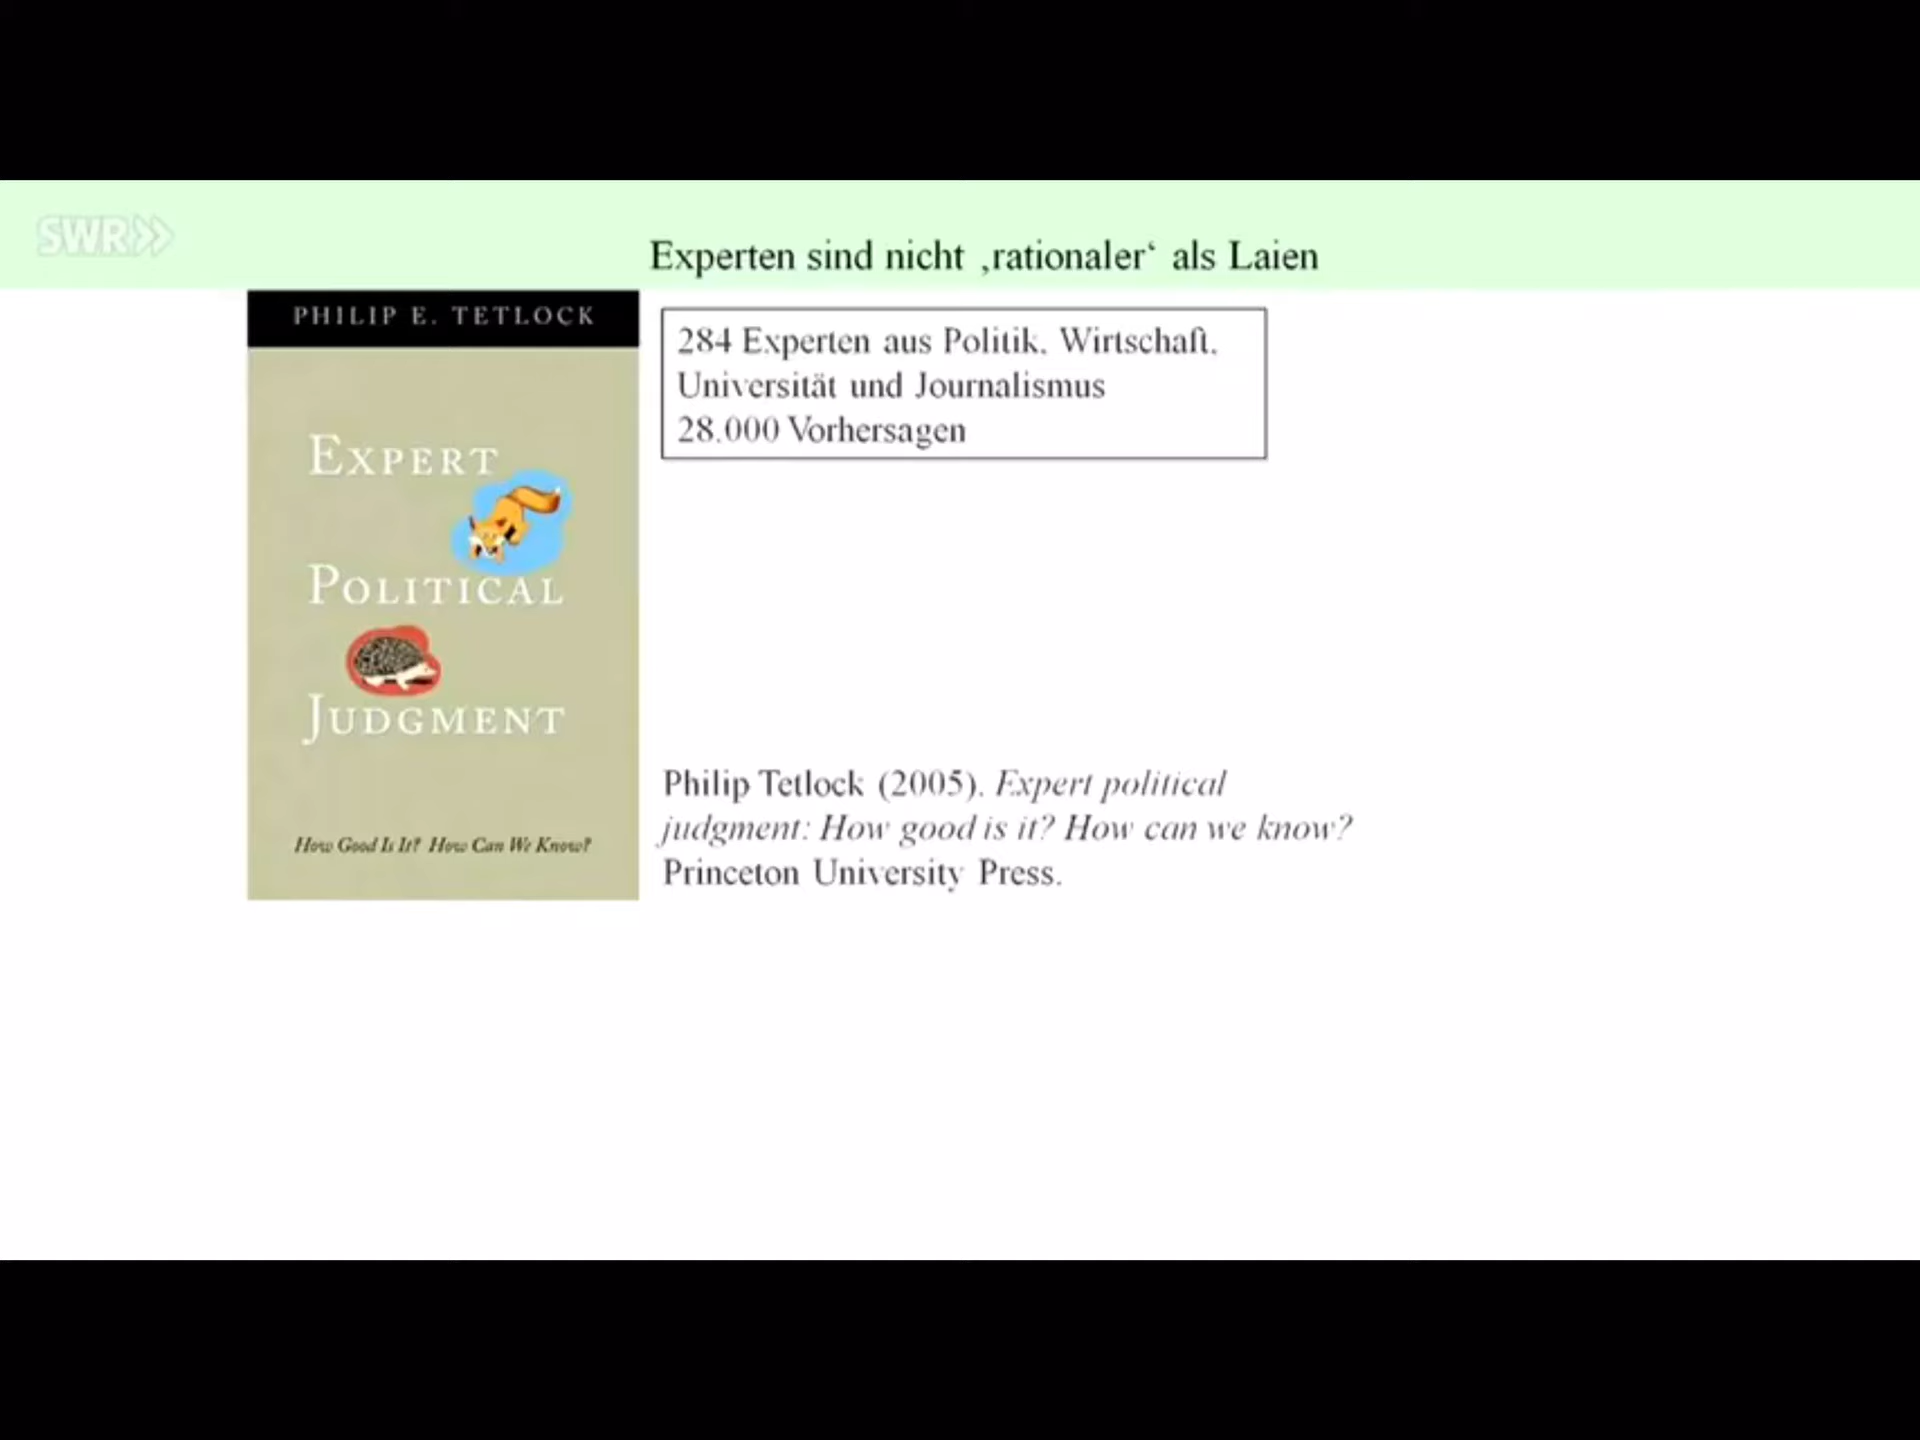 SWR
Experten sind nicht ‚rationaler‘ als Laien
PHILIP E. TETLOCK
EXPERT
POLITICAL
JUDGMENT
How Good Is It? How Can We Know?
284 Experten aus Politik, Wirtschaft,
Universität und Journalismus
28.000 Vorhersagen
Philip Tetlock (2005). Expert political
judgment: How good is it? How can we know?
Princeton University Press.